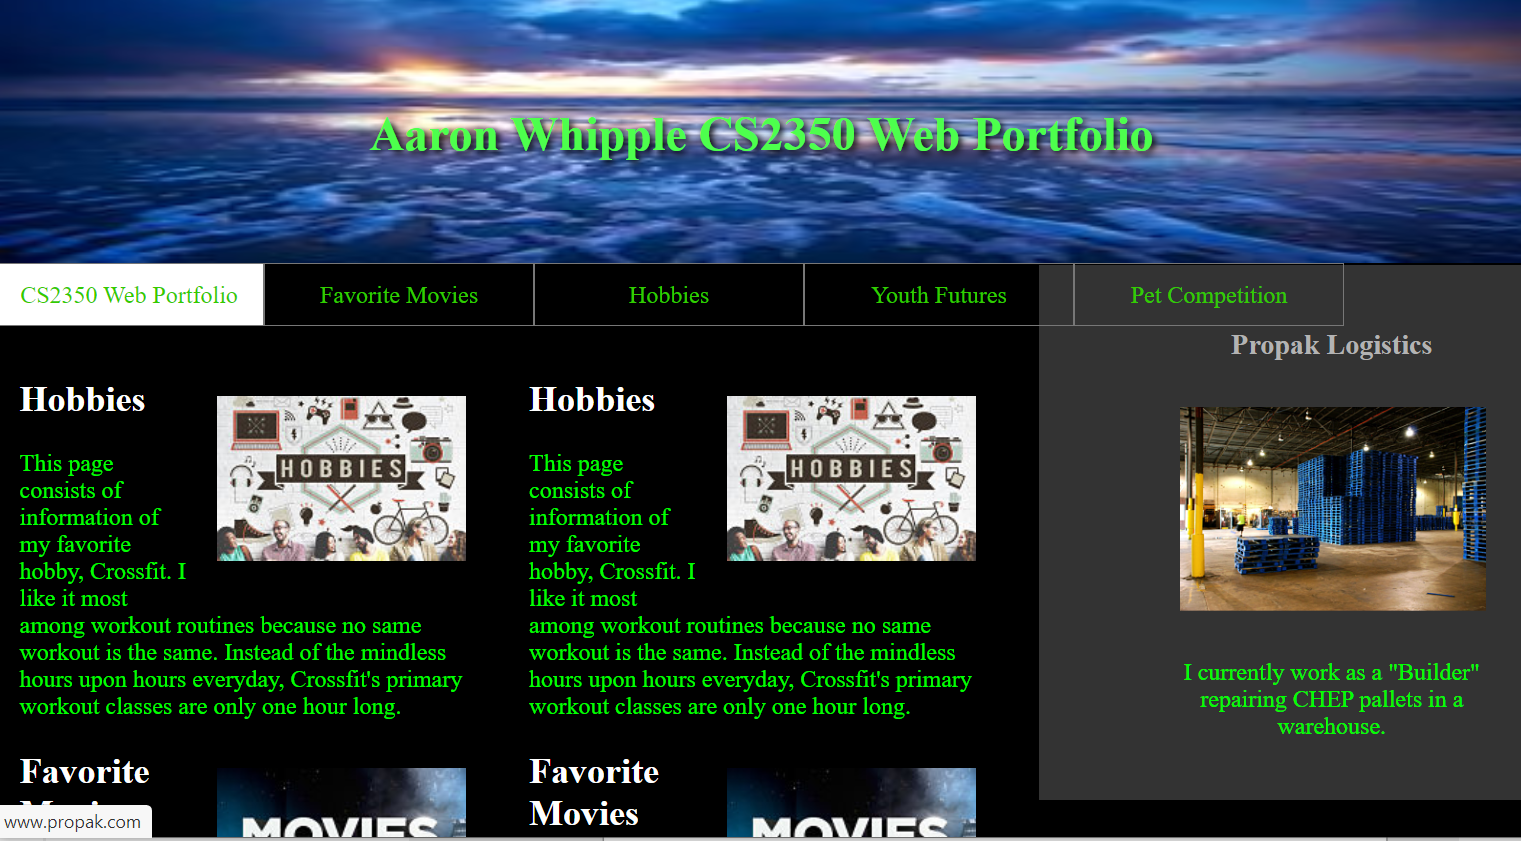 Aaron Whipple CS2350 Web Portfolio
CS2350 Web Portfolio
Favorite Movies
Hobbies
Youth Futures
Pet Competition
Hobbies
HOBBIES
This page
consists of
information of
my favorite
hobby, Crossfit. I
like it most
among workout routines because no same
workout is the same. Instead of the mindless
hours upon hours everyday, Crossfit's primary
workout classes are only one hour long.
Favorite
Movies
MOVIES
Hobbies
HOBBIES
This page
consists of
information of
my favorite
hobby, Crossfit. I
like it most
among workout routines because no same
workout is the same. Instead of the mindless
hours upon hours everyday, Crossfit's primary
workout classes are only one hour long.
Favorite
Movies
MOVIES
Propak Logistics
I currently work as a "Builder"
repairing CHEP pallets in a
warehouse.
www.propak.com